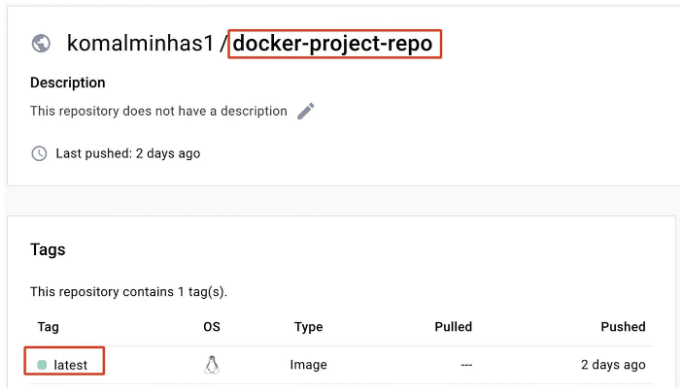 komalminhas1 / docker-project-repo
Description
This repository does not have a description
Last pushed: 2 days ago
Tags
This repository contains 1 tag(s).
Tag OS Type Pulled Pushed
latest Image --- 2 days ago